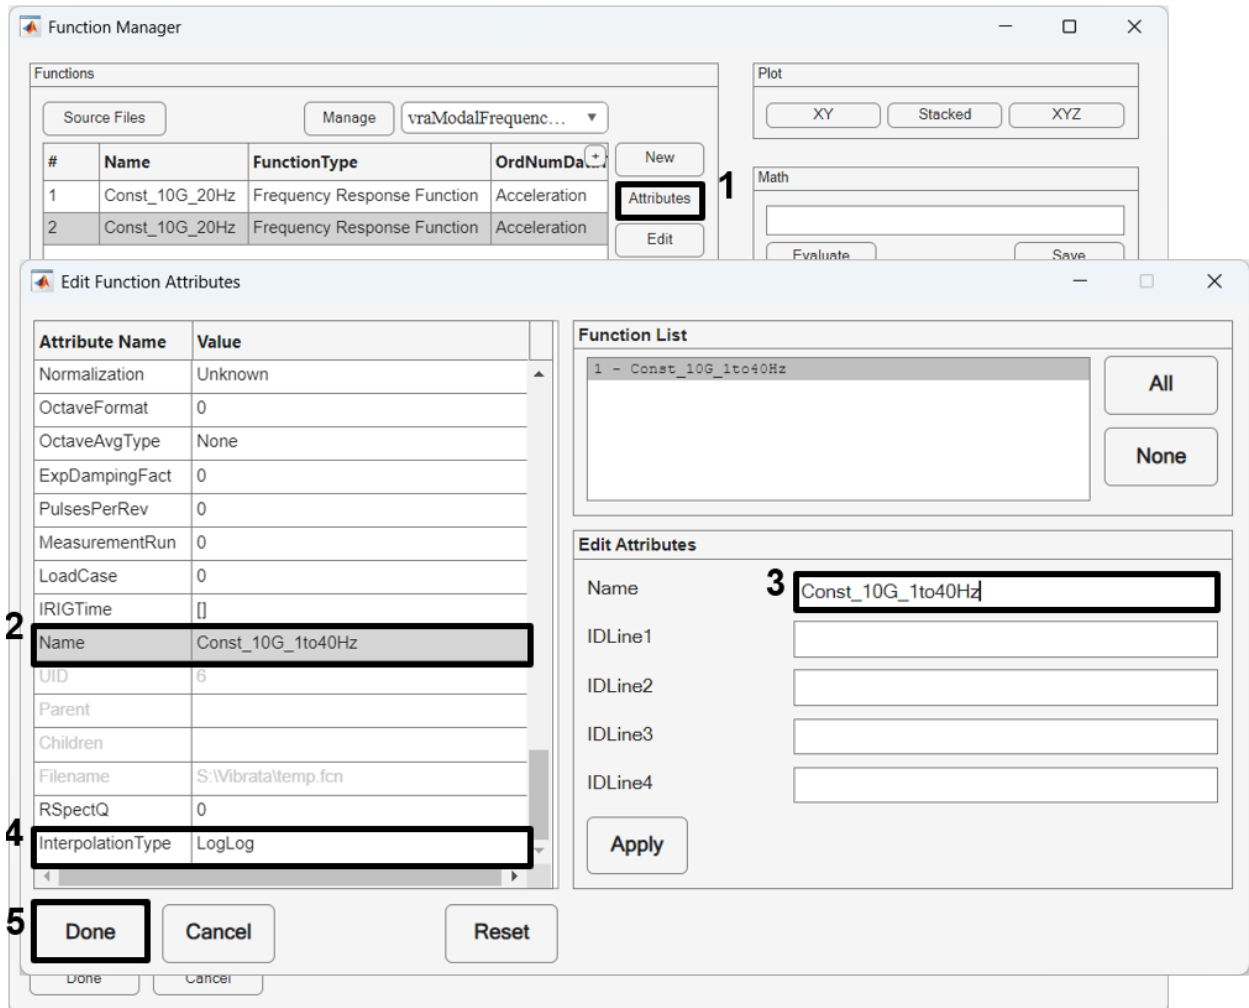 Function Manager
Functions
Source Files Manage vraModalFrequenc...
# Name FunctionType OrdNumData +
1 Const_10G_20Hz Frequency Response Function Acceleration
2 Const_10G_20Hz Frequency Response Function Acceleration
New
Attributes
Edit
1
Plot
XY Stacked XYZ
Math
Evaluate Save
Edit Function Attributes
Attribute Name Value
Normalization Unknown
OctaveFormat 0
OctaveAvgType None
ExpDampingFact 0
PulsesPerRev 0
MeasurementRun 0
LoadCase 0
IRIGTime []
2 Name Const_10G_1to40Hz
UID 6
Parent
Children
Filename S:\Vibrata\temp.fcn
RSpectQ 0
4 InterpolationType LogLog
5 Done Cancel Reset
Function List
1 - Const_10G_1to40Hz
All
None
Edit Attributes
Name 3 Const_10G_1to40Hz
IDLine1
IDLine2
IDLine3
IDLine4
Apply
Done Cancel